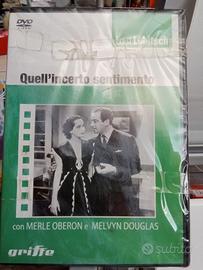 DVD
Quell'incerto sentimento
con MERLE OBERON e MELVYN DOUGLAS
griffe
subito